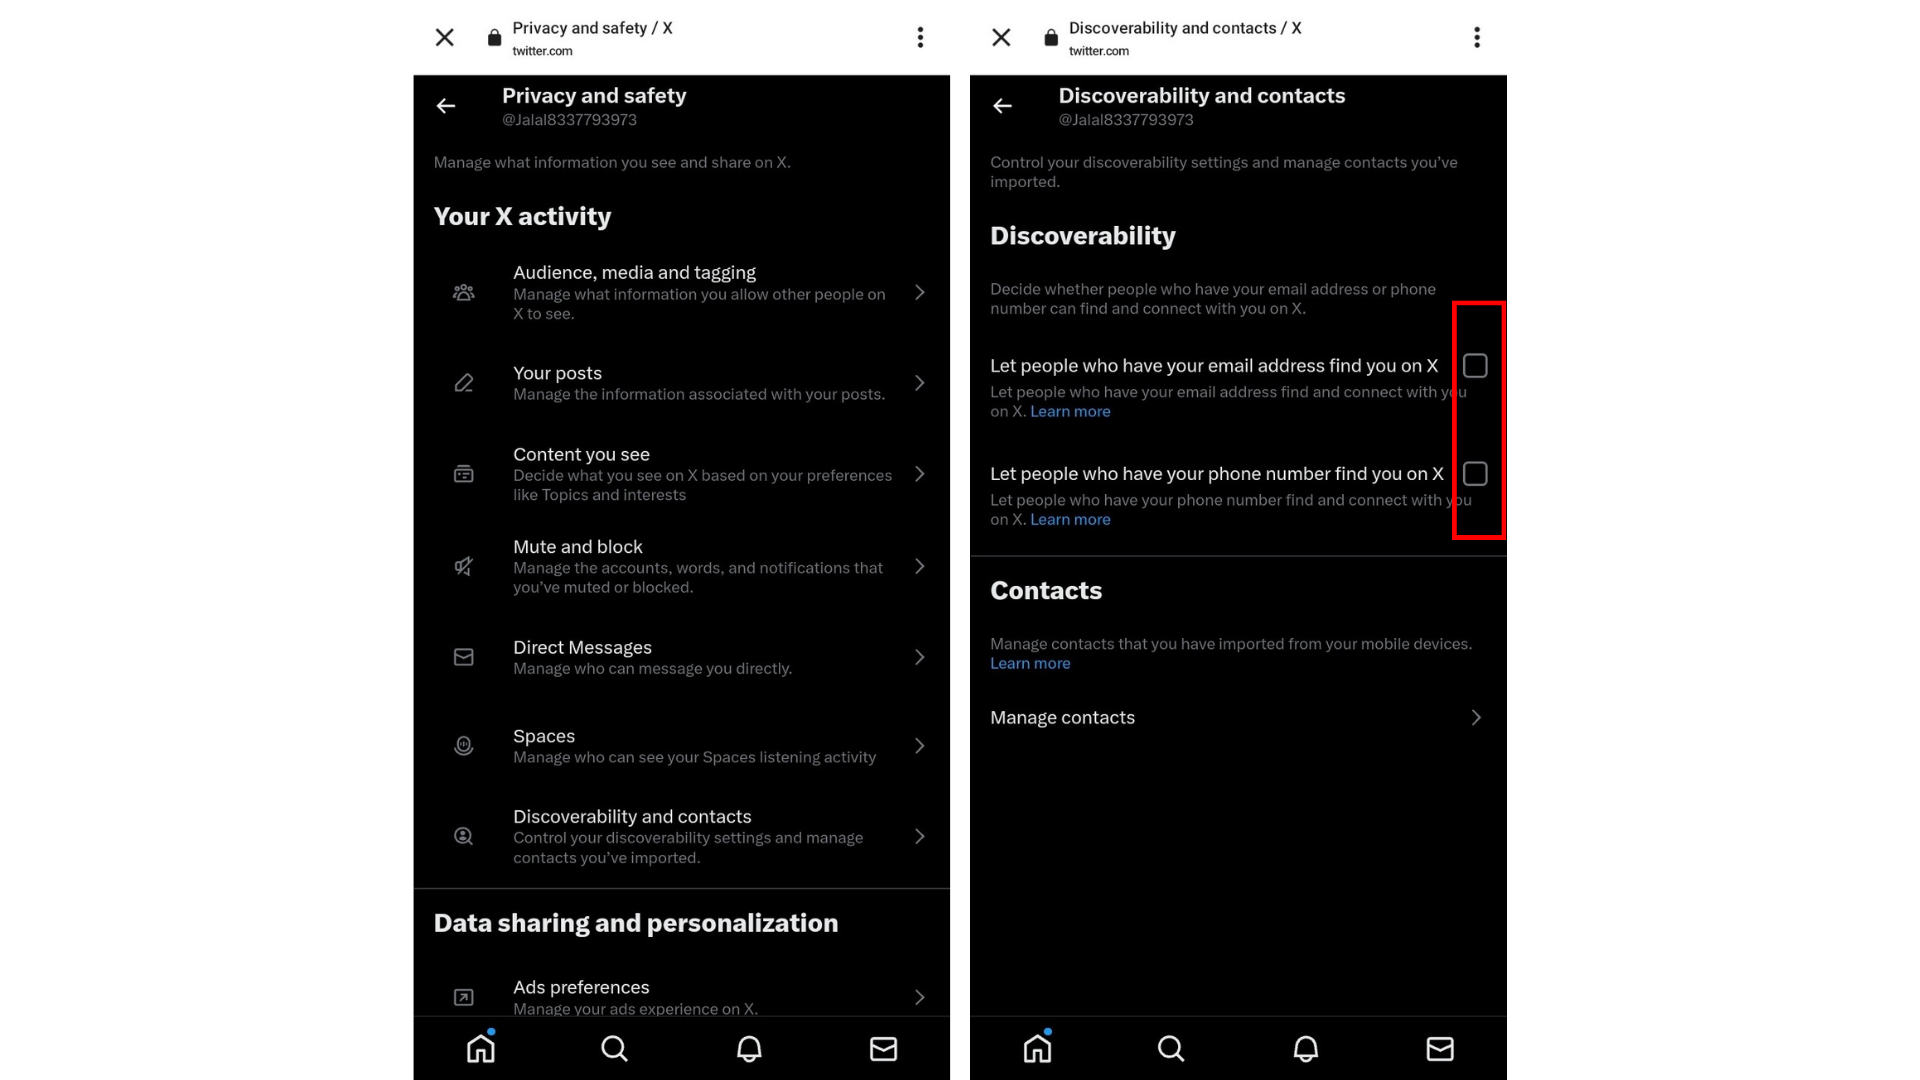 Privacy and safety / X
twitter.com
Privacy and safety
@Jalal8337793973
Manage what information you see and share on X.
Your X activity
Audience, media and tagging
Manage what information you allow other people on
X to see.
Your posts
Manage the information associated with your posts.
Content you see
Decide what you see on X based on your preferences
like Topics and interests
Mute and block
Manage the accounts, words, and notifications that
you’ve muted or blocked.
Direct Messages
Manage who can message you directly.
Spaces
Manage who can see your Spaces listening activity
Discoverability and contacts
Control your discoverability settings and manage
contacts you’ve imported.
Data sharing and personalization
Ads preferences
Manage your ads experience on X.
Discoverability and contacts / X
twitter.com
Discoverability and contacts
@Jalal8337793973
Control your discoverability settings and manage contacts you’ve
imported.
Discoverability
Decide whether people who have your email address or phone
number can find and connect with you on X.
Let people who have your email address find you on X
Let people who have your email address find and connect with you
on X. Learn more
Let people who have your phone number find you on X
Let people who have your phone number find and connect with you
on X. Learn more
Contacts
Manage contacts that you have imported from your mobile devices.
Learn more
Manage contacts